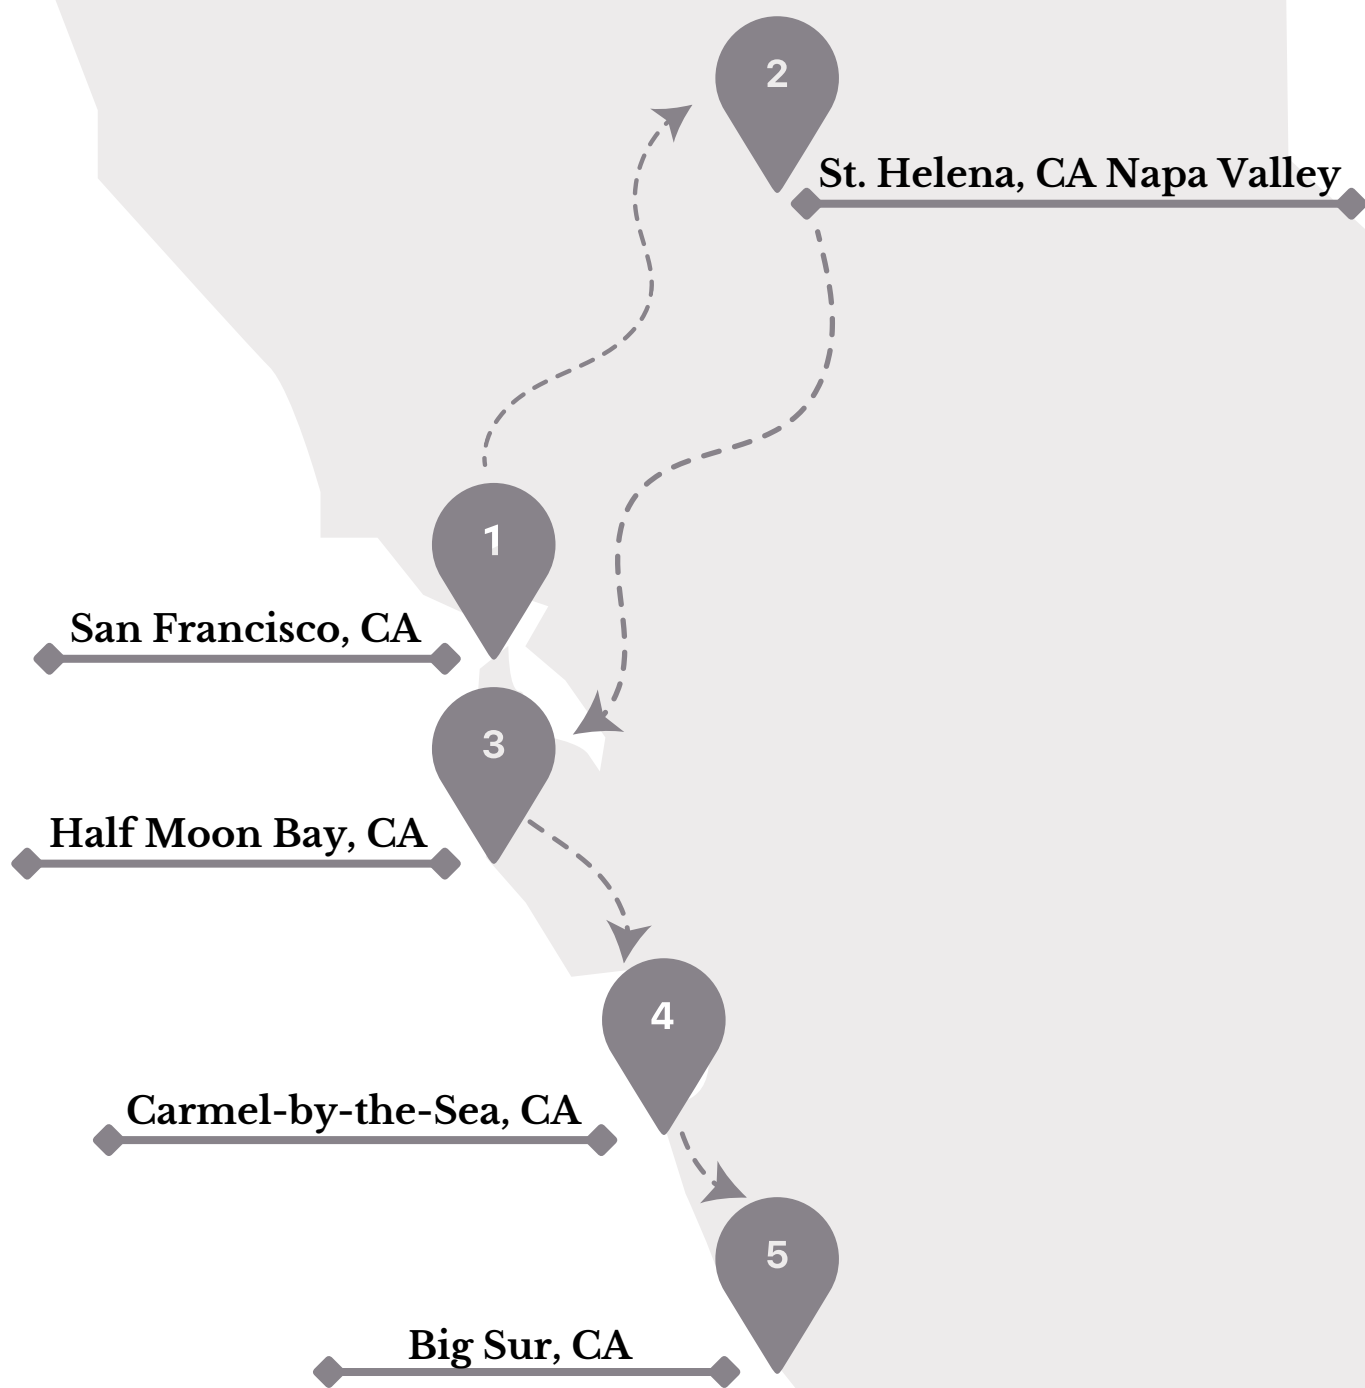 2
St. Helena, CA Napa Valley
1
San Francisco, CA
3
Half Moon Bay, CA
4
Carmel-by-the-Sea, CA
5
Big Sur, CA